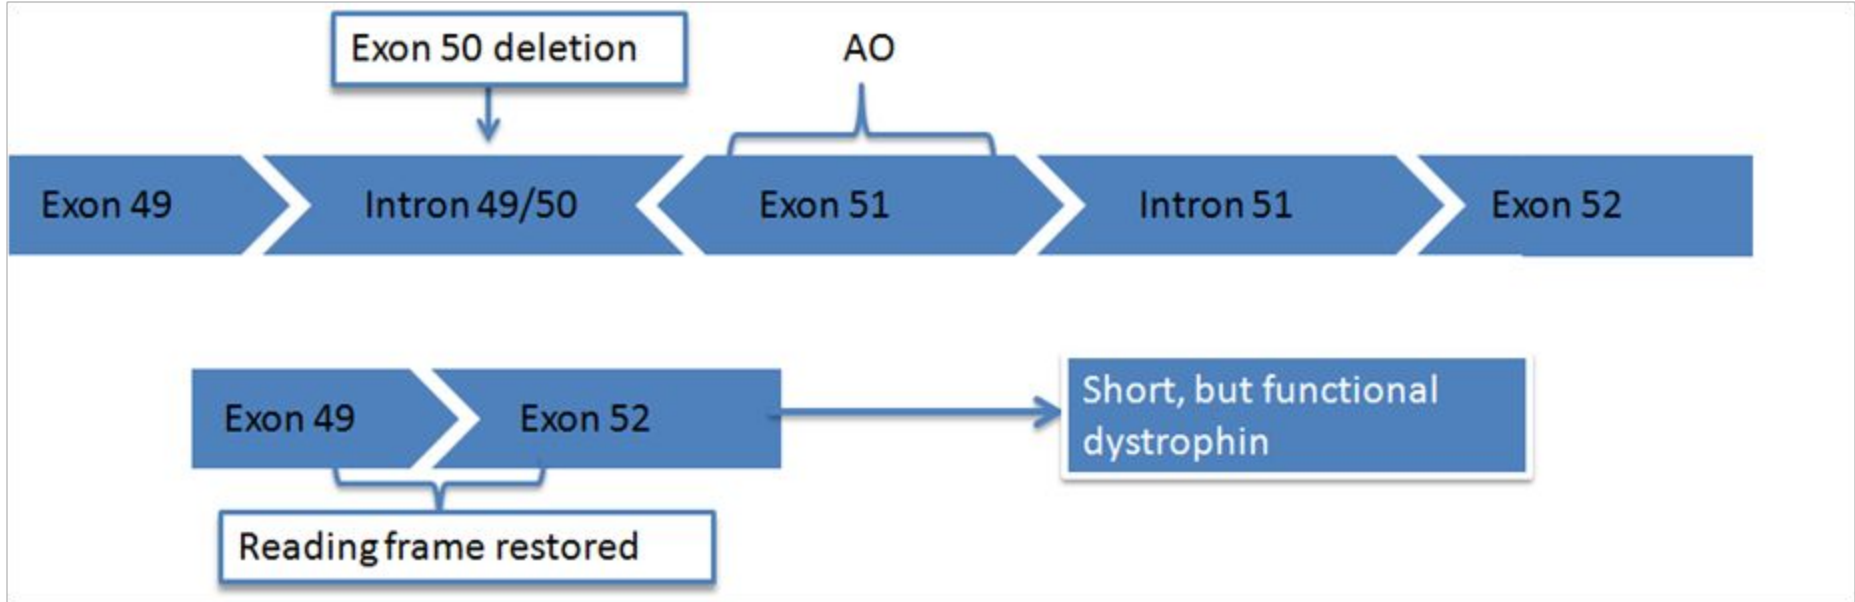 Exon 50 deletion
AO
Exon 49
Intron 49/50
Exon 51
Intron 51
Exon 52
Exon 49
Exon 52
Short, but functional
dystrophin
Reading frame restored